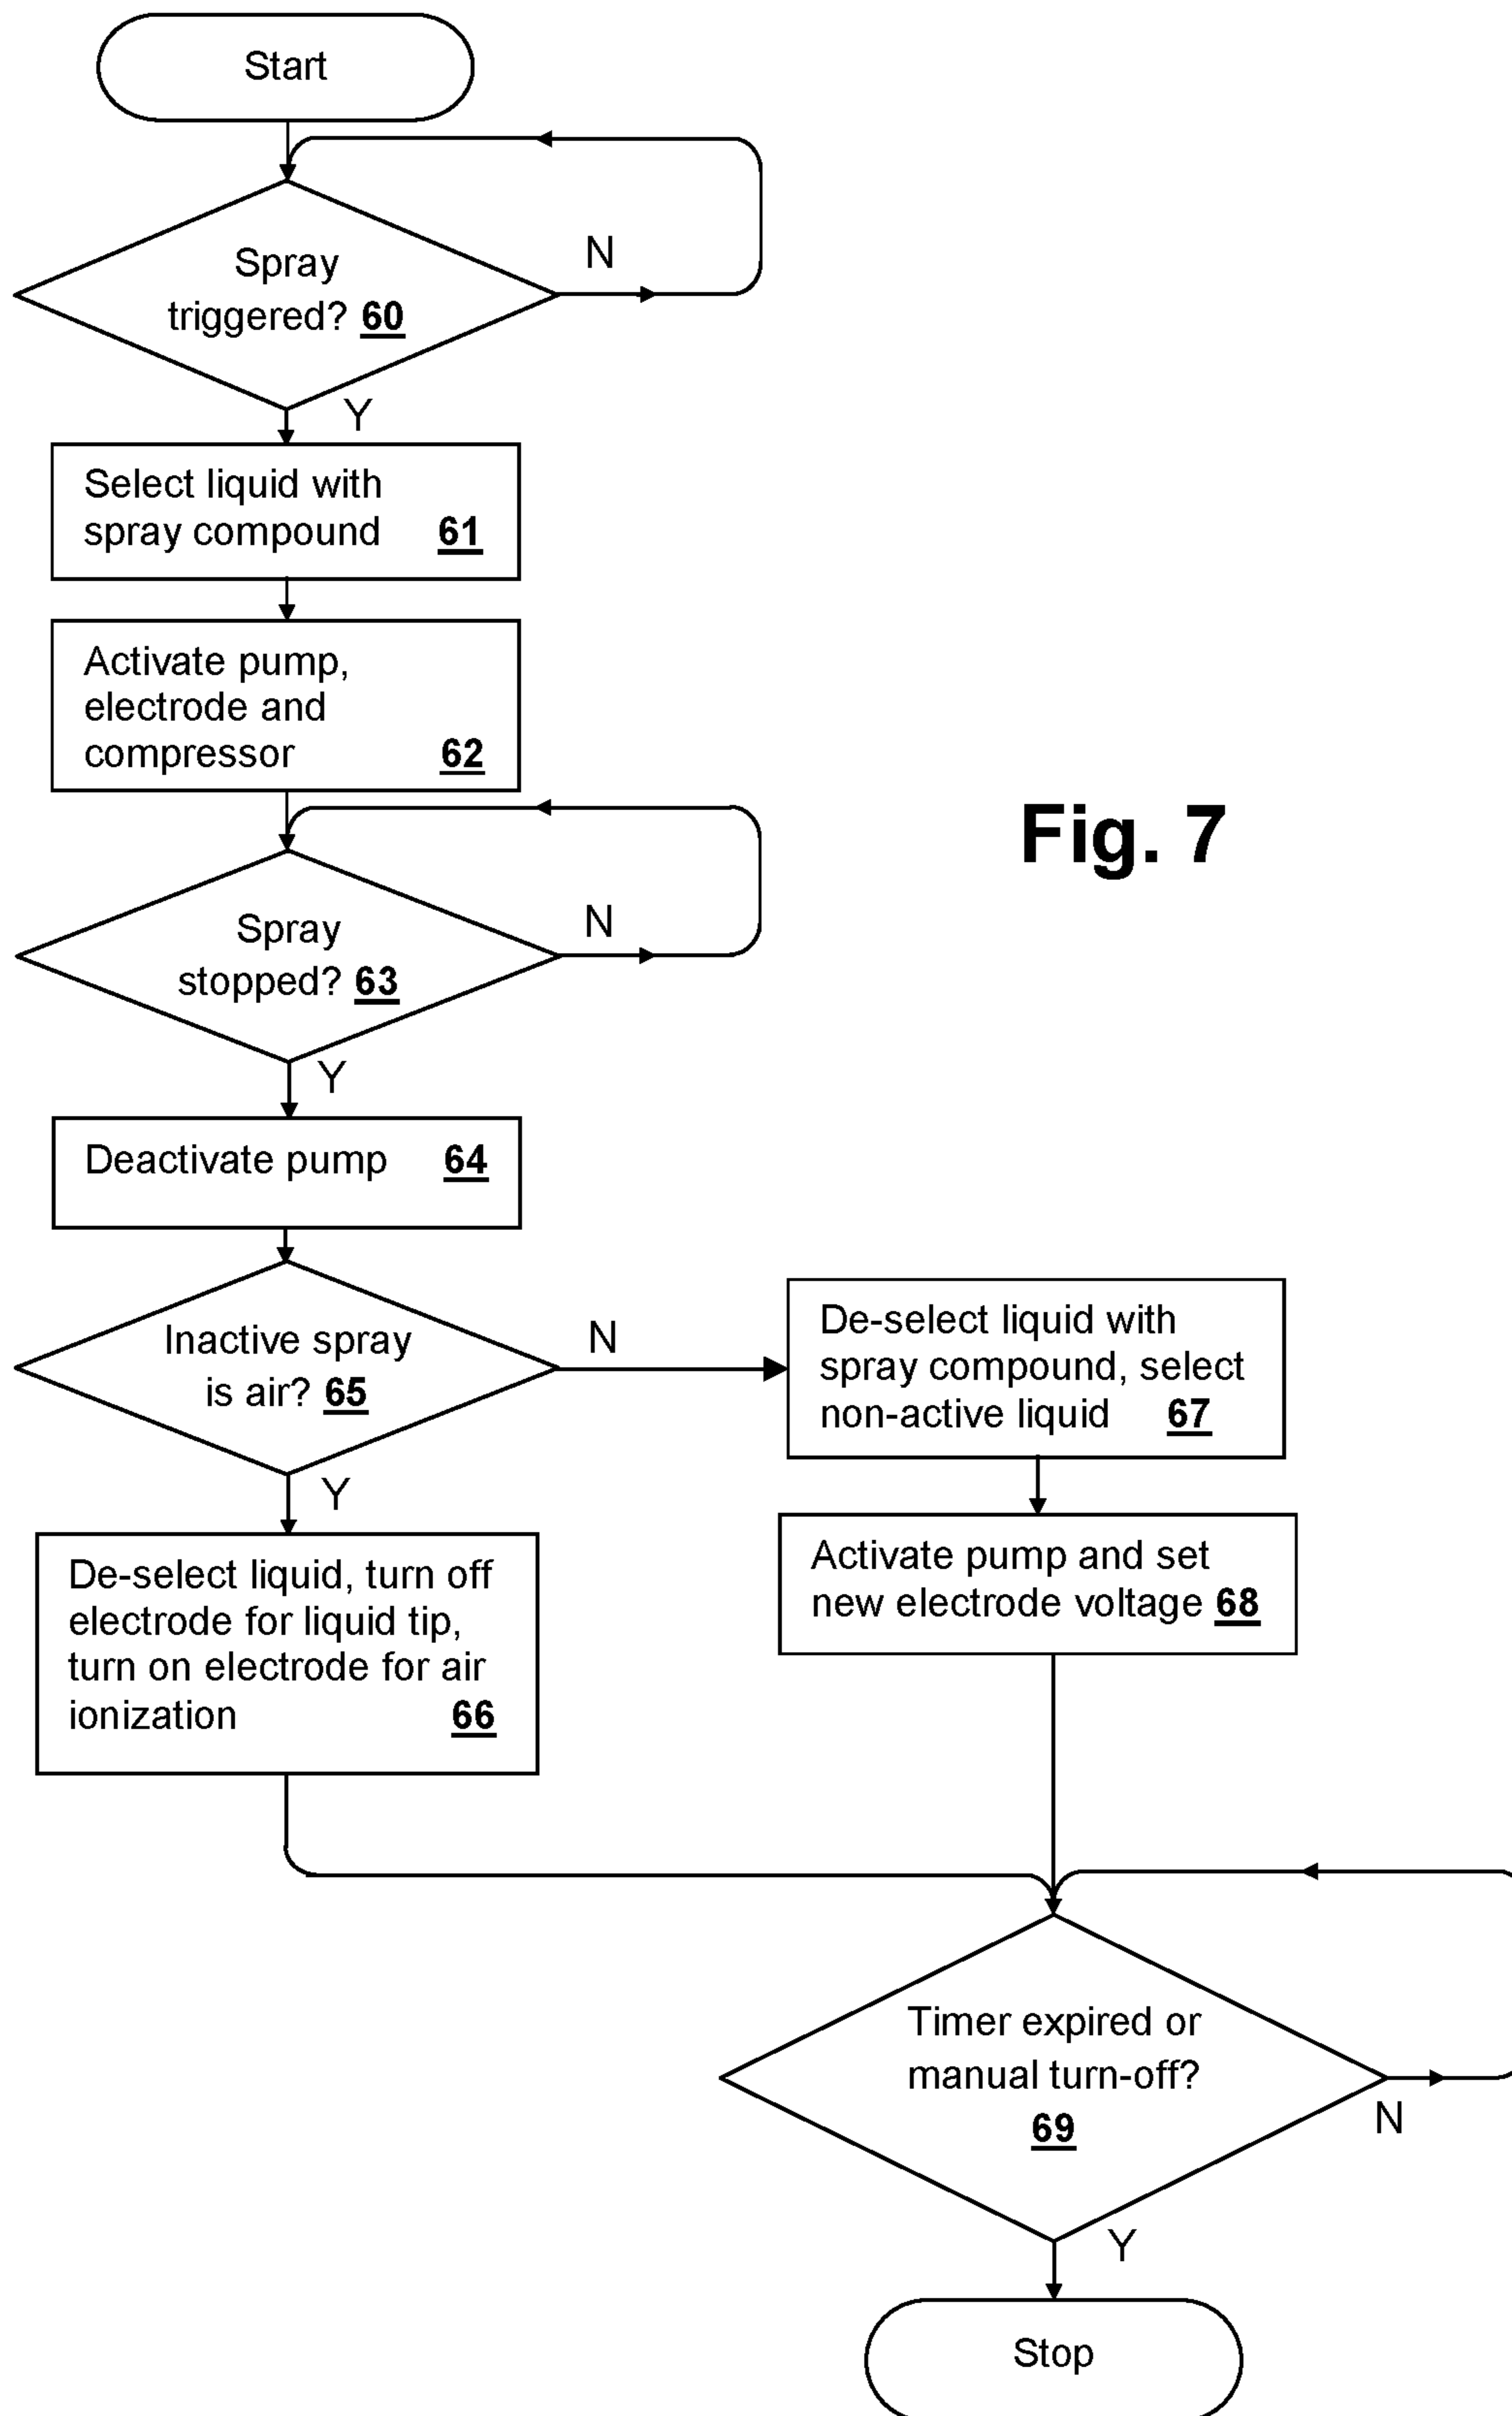 Start
Spray
triggered? 60
N
Y
Select liquid with
spray compound 61
Activate pump,
electrode and
compressor 62
Fig. 7
Spray
stopped? 63
N
Y
Deactivate pump 64
Inactive spray
is air? 65
N
Y
De-select liquid with
spray compound, select
non-active liquid 67
Activate pump and set
new electrode voltage 68
De-select liquid, turn off
electrode for liquid tip,
turn on electrode for air
ionization 66
Timer expired or
manual turn-off?
69
N
Y
Stop